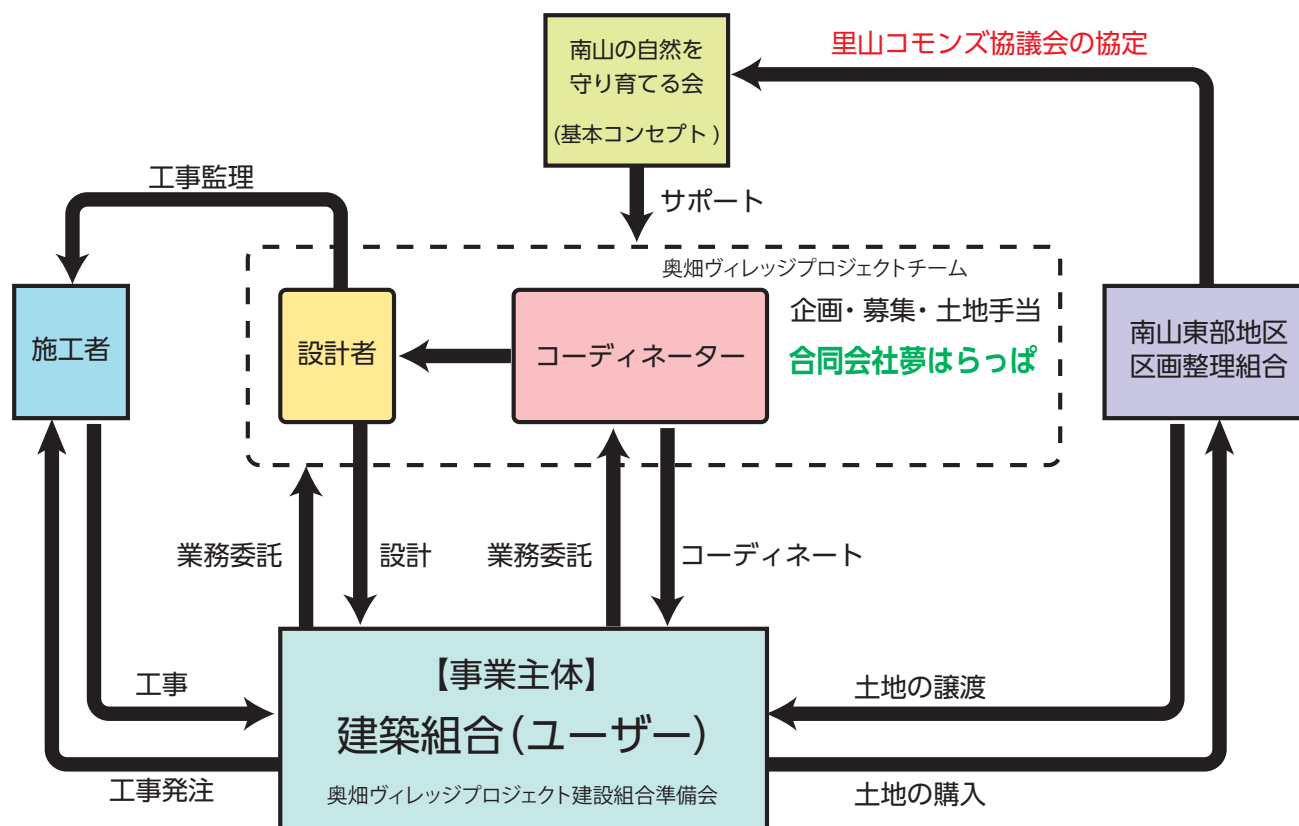 南山の自然を
守り育てる会
(基本コンセプト)
里山コモンズ協議会の協定
工事監理
サポート
奥畑ヴィレッジプロジェクトチーム
企画・募集・土地手当
合同会社夢はらっぱ
施工者
設計者
コーディネーター
南山東部地区
区画整理組合
業務委託
設計
業務委託
コーディネート
工事
【事業主体】
建築組合(ユーザー)
奥畑ヴィレッジプロジェクト建設組合準備会
土地の譲渡
工事発注
土地の購入